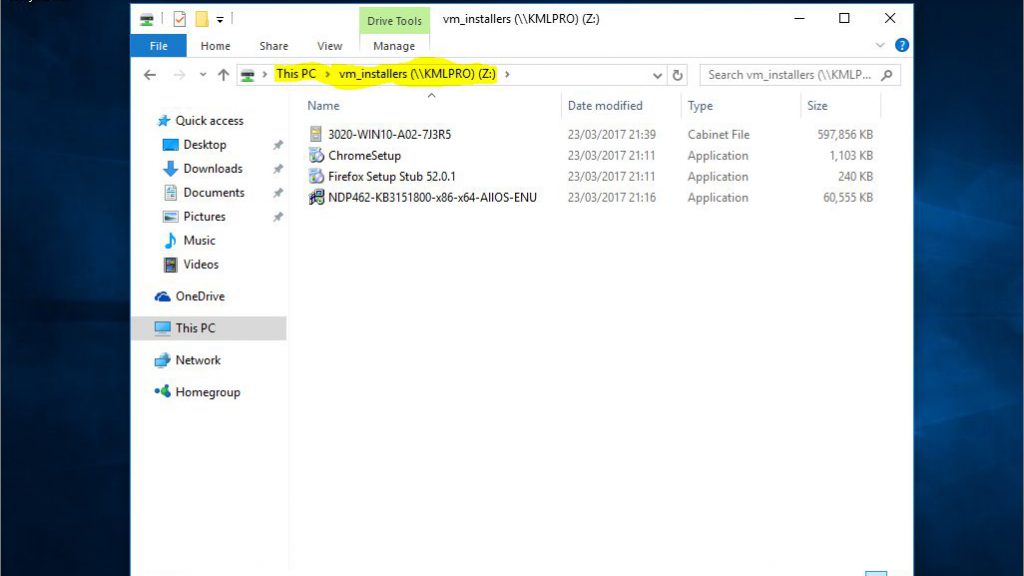 Drive Tools vm_installers (\\KMLPRO) (Z:)
File Home Share View Manage
This PC vm_installers (\\KMLPRO) (Z:) Search vm_installers (\\KMLP...
Name Date modified Type Size
Quick access
Desktop
Downloads
Documents
Pictures
Music
Videos
OneDrive
This PC
Network
Homegroup
3020-WIN10-A02-7J3R5 23/03/2017 21:39 Cabinet File 597,856 KB
ChromeSetup 23/03/2017 21:11 Application 1,103 KB
Firefox Setup Stub 52.0.1 23/03/2017 21:11 Application 240 KB
NDP462-KB3151800-x86-x64-AllOS-ENU 23/03/2017 21:16 Application 60,555 KB